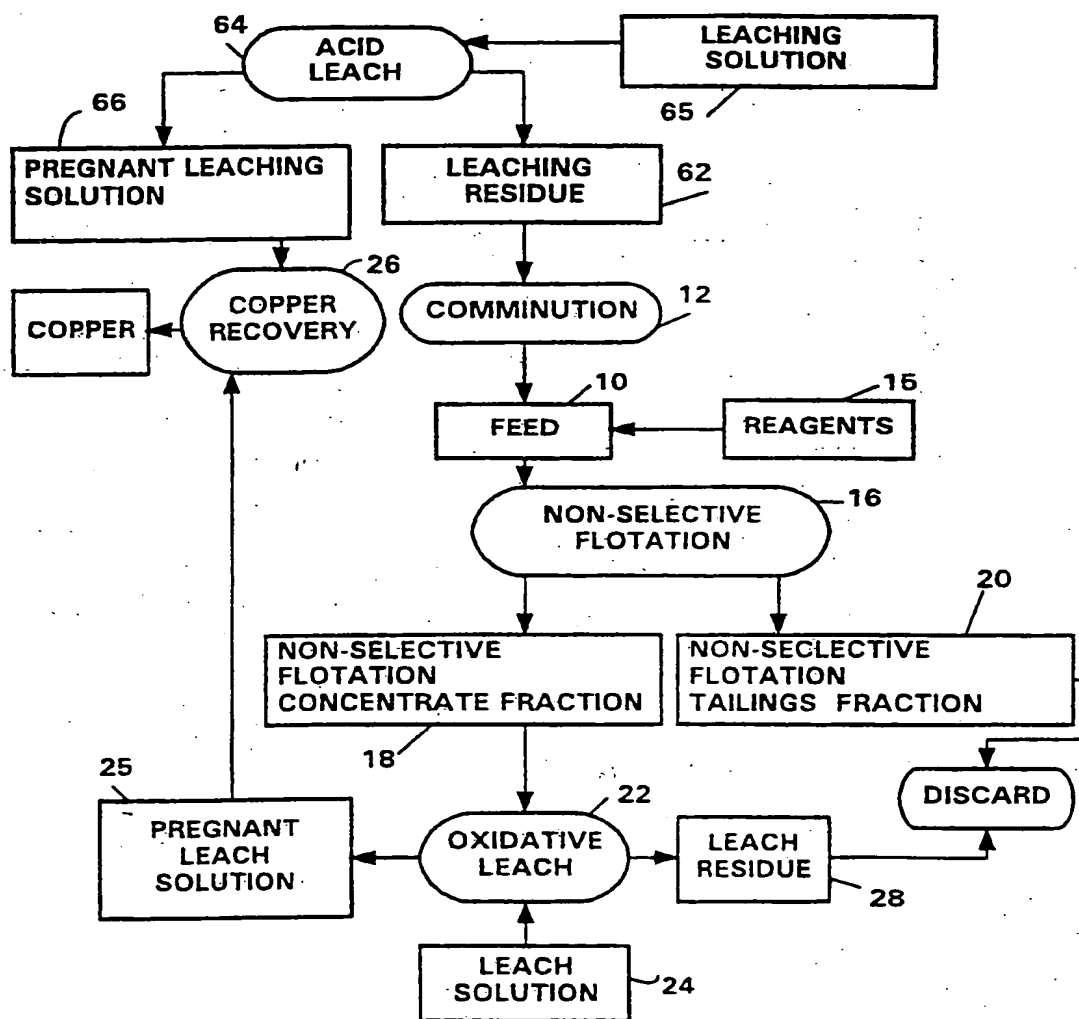 64
ACID
LEACH
LEACHING
SOLUTION
65
66
PREGNANT LEACHING
SOLUTION
LEACHING
RESIDUE
62
26
COPPER
COPPER
RECOVERY
COMMINUTION
12
10
FEED
15
REAGENTS
NON-SELECTIVE
FLOTATION
16
20
NON-SELECTIVE
FLOTATION
CONCENTRATE FRACTION
18
NON-SECLECTIVE
FLOTATION
TAILINGS FRACTION
25
PREGNANT
LEACH
SOLUTION
22
OXIDATIVE
LEACH
LEACH
RESIDUE
28
DISCARD
LEACH
SOLUTION
24